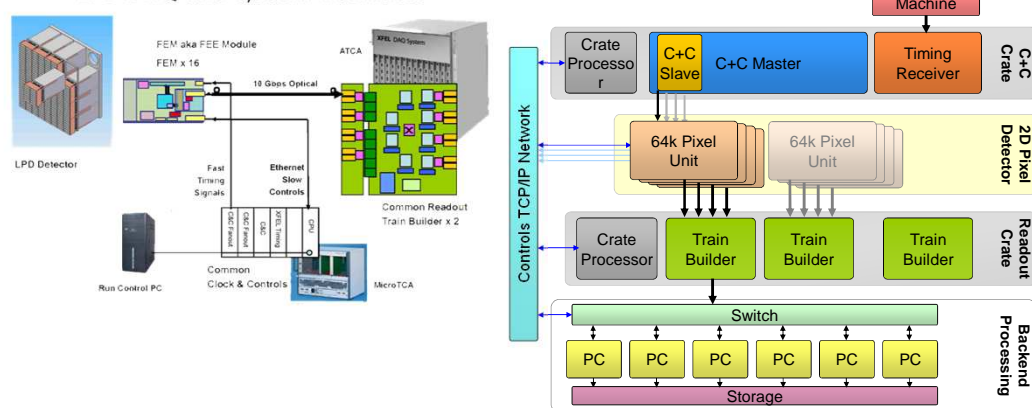 FEM aka FEE Module
FEM x 16
ATCA
XFEL DAQ System
10 Gbps Optical
LPD Detector
Fast
Timing
Signals
Ethernet
Slow
Controls
Common Readout
Train Builder x 2
C&C Fanout
C&C Fanout
C&C
XFEL Timing
CPU
Common
Clock & Controls
MicroTCA
Run Control PC
Machine
Controls TCP/IP Network
Crate
Processo
r
C+C
Slave
C+C Master
Timing
Receiver
C+C
Crate
64k Pixel
Unit
64k Pixel
Unit
2D Pixel
Detector
Crate
Processor
Train
Builder
Train
Builder
Train
Builder
Readout
Crate
Switch
PC
PC
PC
PC
PC
PC
Storage
Backend
Processing